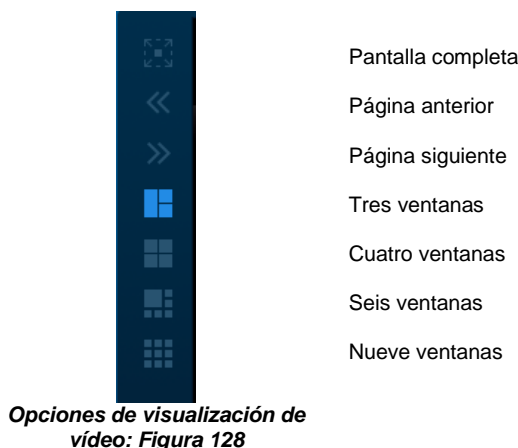 Pantalla completa
Página anterior
Página siguiente
Tres ventanas
Cuatro ventanas
Seis ventanas
Nueve ventanas
Opciones de visualización de
vídeo: Figura 128